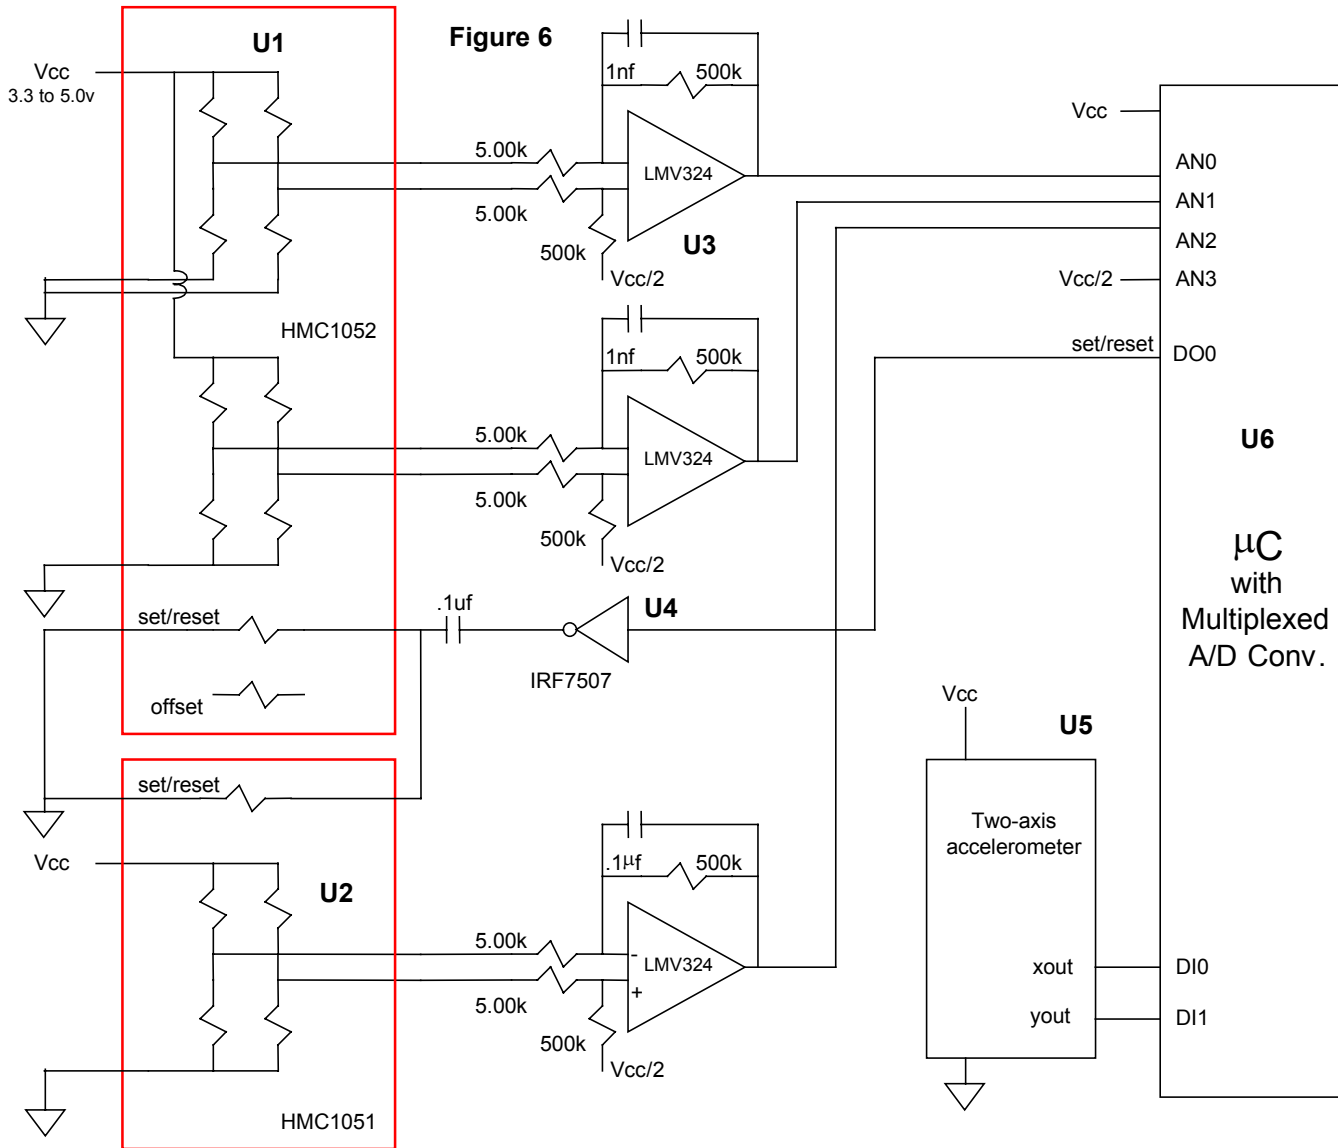 U1
Figure 6
Vcc
3.3 to 5.0v
1nf
500k
Vcc
5.00k
LMV324
AN0
AN1
5.00k
U3
AN2
500k
Vcc/2
Vcc/2
AN3
HMC1052
1nf
500k
set/reset
DO0
5.00k
LMV324
U6
5.00k
500k
Vcc/2
μC
with
Multiplexed
A/D Conv.
set/reset
.1uf
U4
IRF7507
offset
Vcc
U5
set/reset
Two-axis
accelerometer
Vcc
U2
.1μf
500k
5.00k
-
LMV324
+
5.00k
xout
DI0
yout
DI1
500k
Vcc/2
HMC1051